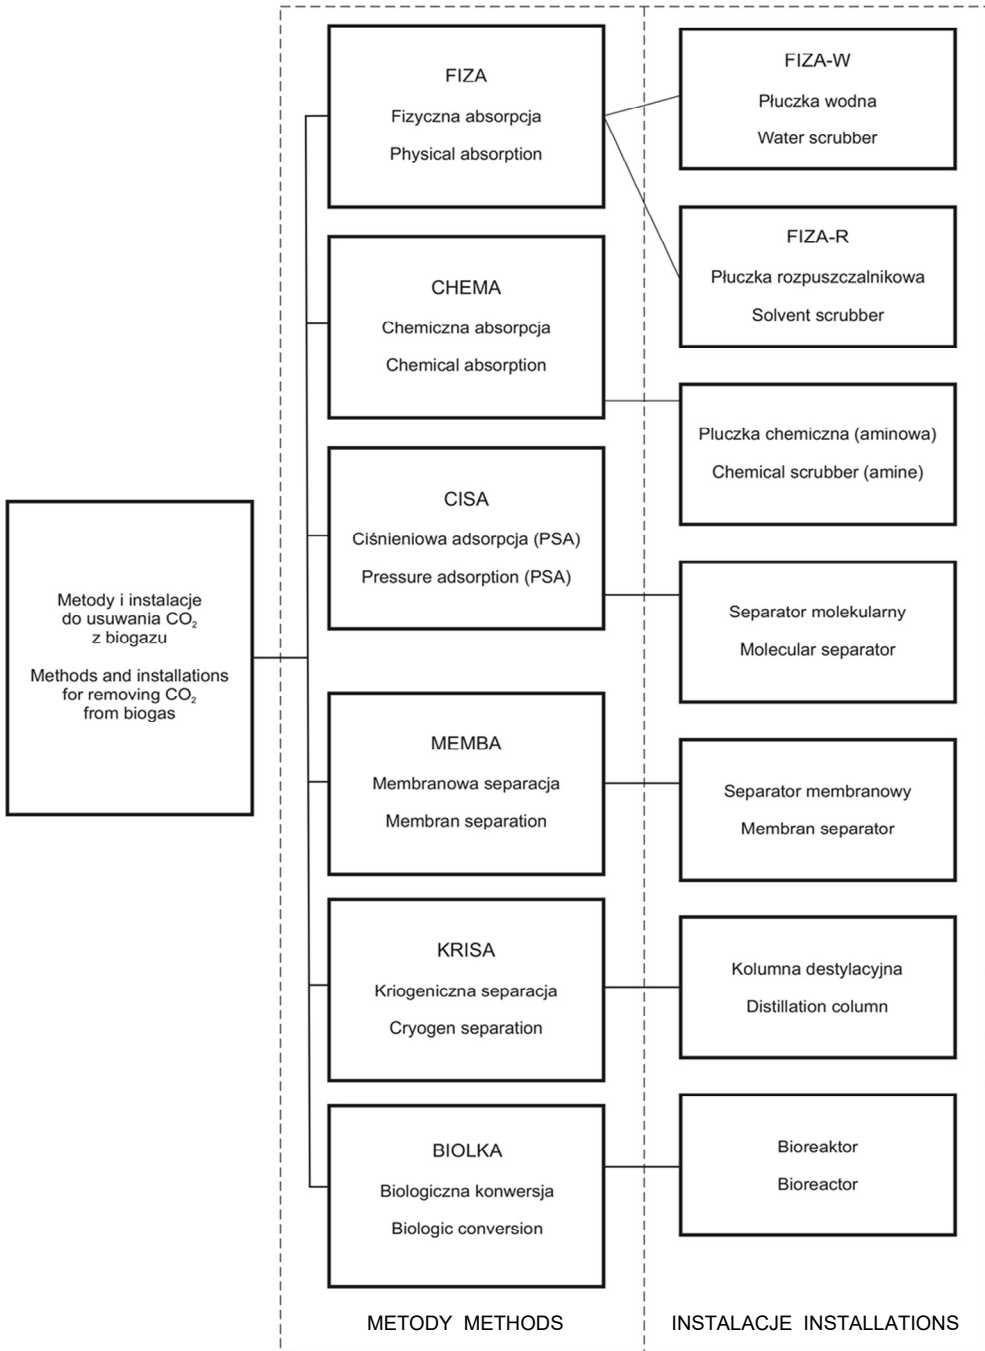 Metody i instalacje
do usuwania CO₂
z biogazu
Methods and installations
for removing CO₂
from biogas
FIZA
Fizyczna absorpcja
Physical absorption
CHEMA
Chemiczna absorpcja
Chemical absorption
CISA
Ciśnieniowa adsorpcja (PSA)
Pressure adsorption (PSA)
MEMBA
Membranowa separacja
Membran separation
KRISA
Kriogeniczna separacja
Cryogen separation
BIOLKA
Biologiczna konwersja
Biologic conversion
METODY METHODS
FIZA-W
Płuczka wodna
Water scrubber
FIZA-R
Płuczka rozpuszczalnikowa
Solvent scrubber
Pluczka chemiczna (aminowa)
Chemical scrubber (amine)
Separator molekularny
Molecular separator
Separator membranowy
Membran separator
Kolumna destylacyjna
Distillation column
Bioreaktor
Bioreactor
INSTALACJE INSTALLATIONS